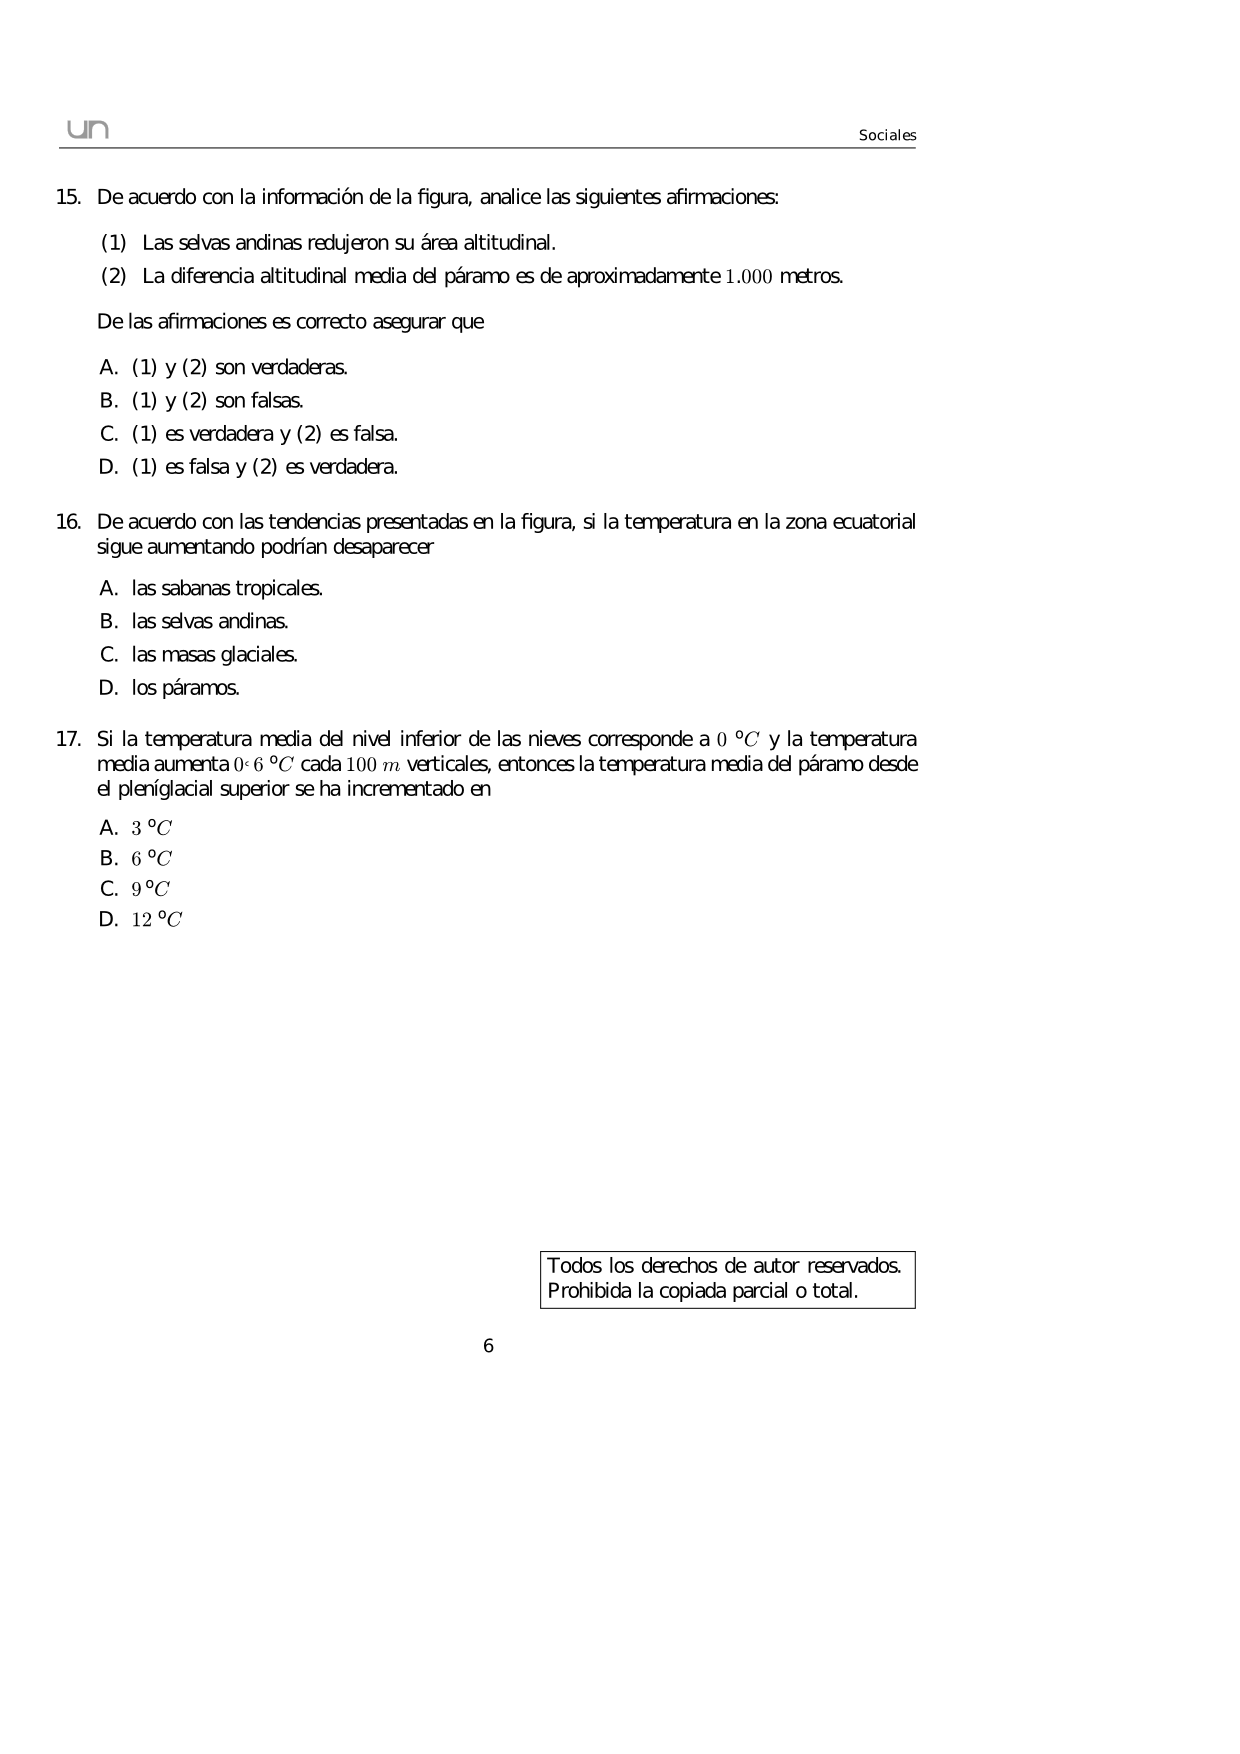 un
Sociales
15. De acuerdo con la información de la figura, analice las siguientes afirmaciones:
(1) Las selvas andinas redujeron su área altitudinal.
(2) La diferencia altitudinal media del páramo es de aproximadamente 1.000 metros.
De las afirmaciones es correcto asegurar que
A. (1) y (2) son verdaderas.
B. (1) y (2) son falsas.
C. (1) es verdadera y (2) es falsa.
D. (1) es falsa y (2) es verdadera.
16. De acuerdo con las tendencias presentadas en la figura, si la temperatura en la zona ecuatorial
sigue aumentando podrían desaparecer
A. las sabanas tropicales.
B. las selvas andinas.
C. las masas glaciales.
D. los páramos.
17. Si la temperatura media del nivel inferior de las nieves corresponde a 0 ºC y la temperatura
media aumenta 0‘6 ºC cada 100 m verticales, entonces la temperatura media del páramo desde
el pleníglacial superior se ha incrementado en
A. 3 ºC
B. 6 ºC
C. 9 ºC
D. 12 ºC
Todos los derechos de autor reservados.
Prohibida la copiada parcial o total.
6